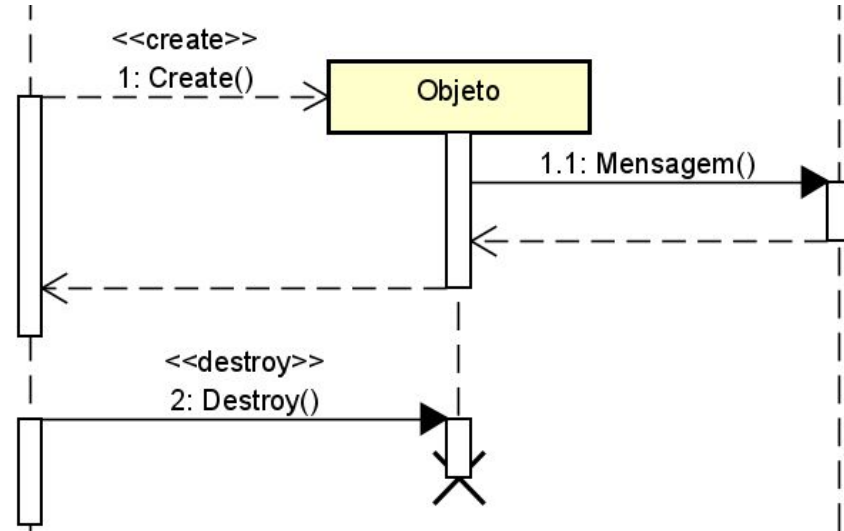 <<create>>
1: Create()
Objeto
1.1: Mensagem()
<<destroy>>
2: Destroy()